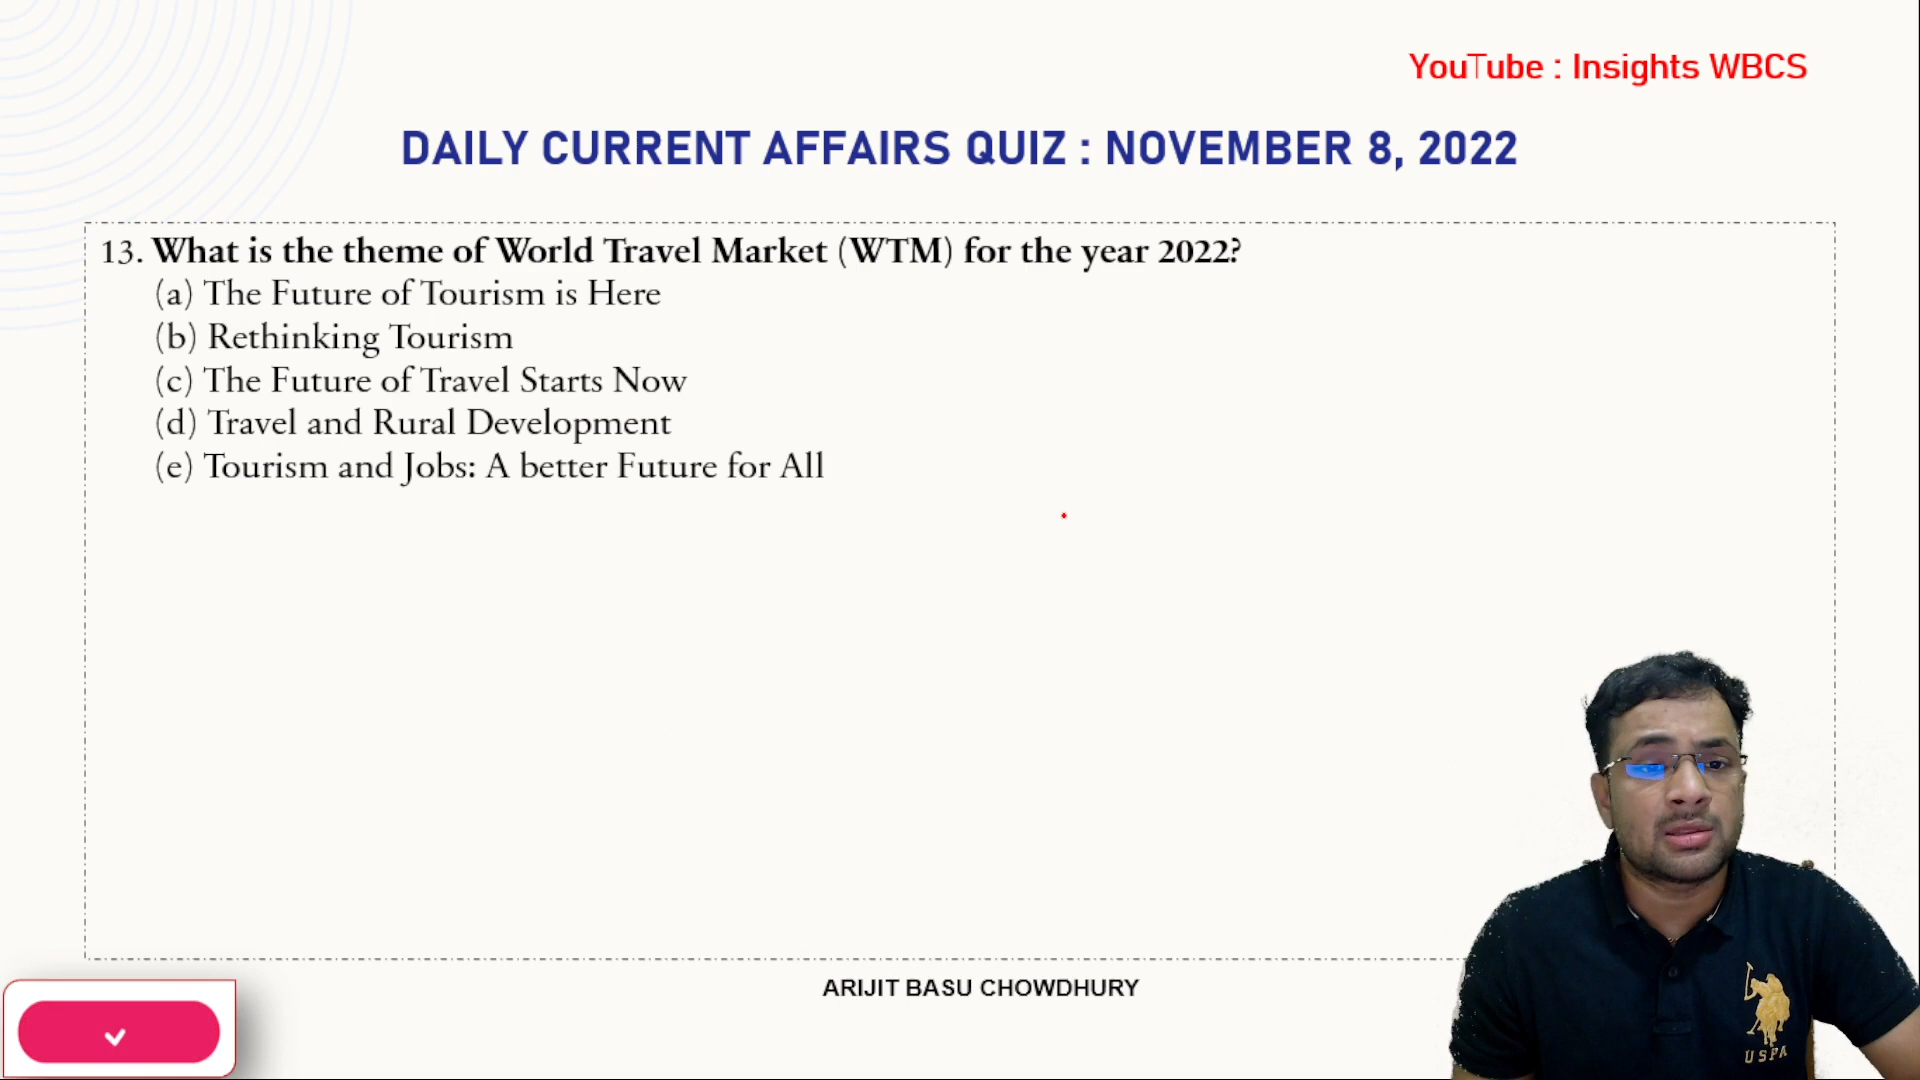 YouTube : Insights WBCS
DAILY CURRENT AFFAIRS QUIZ : NOVEMBER 8, 2022
13. What is the theme of World Travel Market (WTM) for the year 2022?
(a) The Future of Tourism is Here
(b) Rethinking Tourism
(c) The Future of Travel Starts Now
(d) Travel and Rural Development
(e) Tourism and Jobs: A better Future for All
ARIJIT BASU CHOWDHURY
USPA